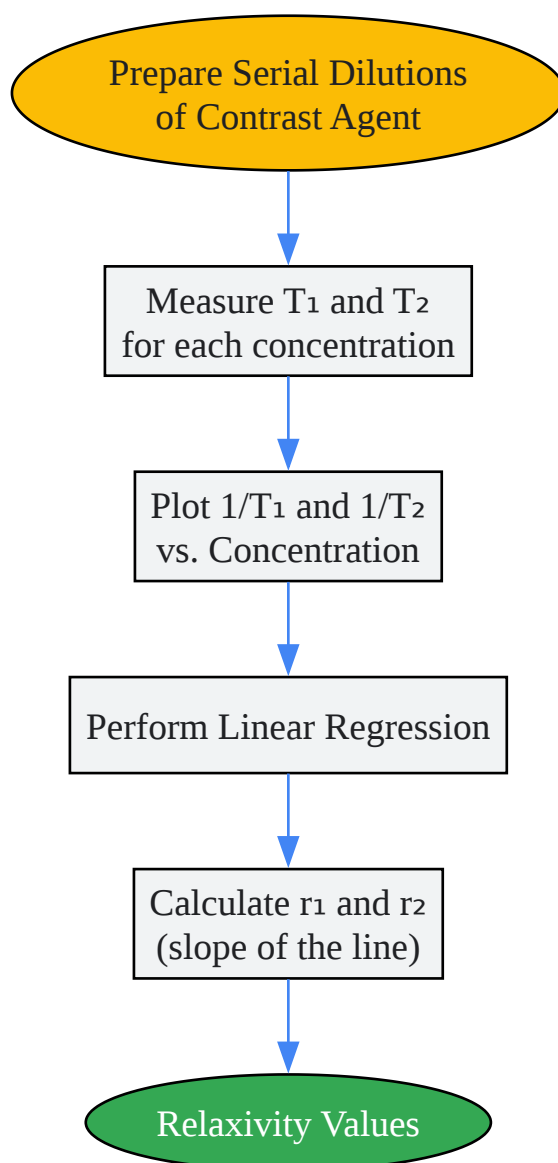 Prepare Serial Dilutions
of Contrast Agent
Measure T₁ and T₂
for each concentration
Plot 1/T₁ and 1/T₂
vs. Concentration
Perform Linear Regression
Calculate r₁ and r₂
(slope of the line)
Relaxivity Values